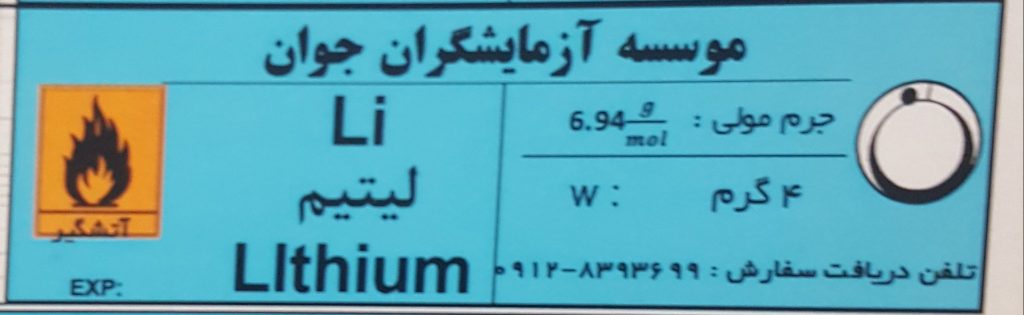 موسسه آزمایشگران جوان
Li
لیتیم
LIthium
آتشگیر
EXP:
جرم مولی : 6.94 g/mol
W : ۴ گرم
تلفن دریافت سفارش : ۰۹۱۲-۸۳۹۳۶۹۹